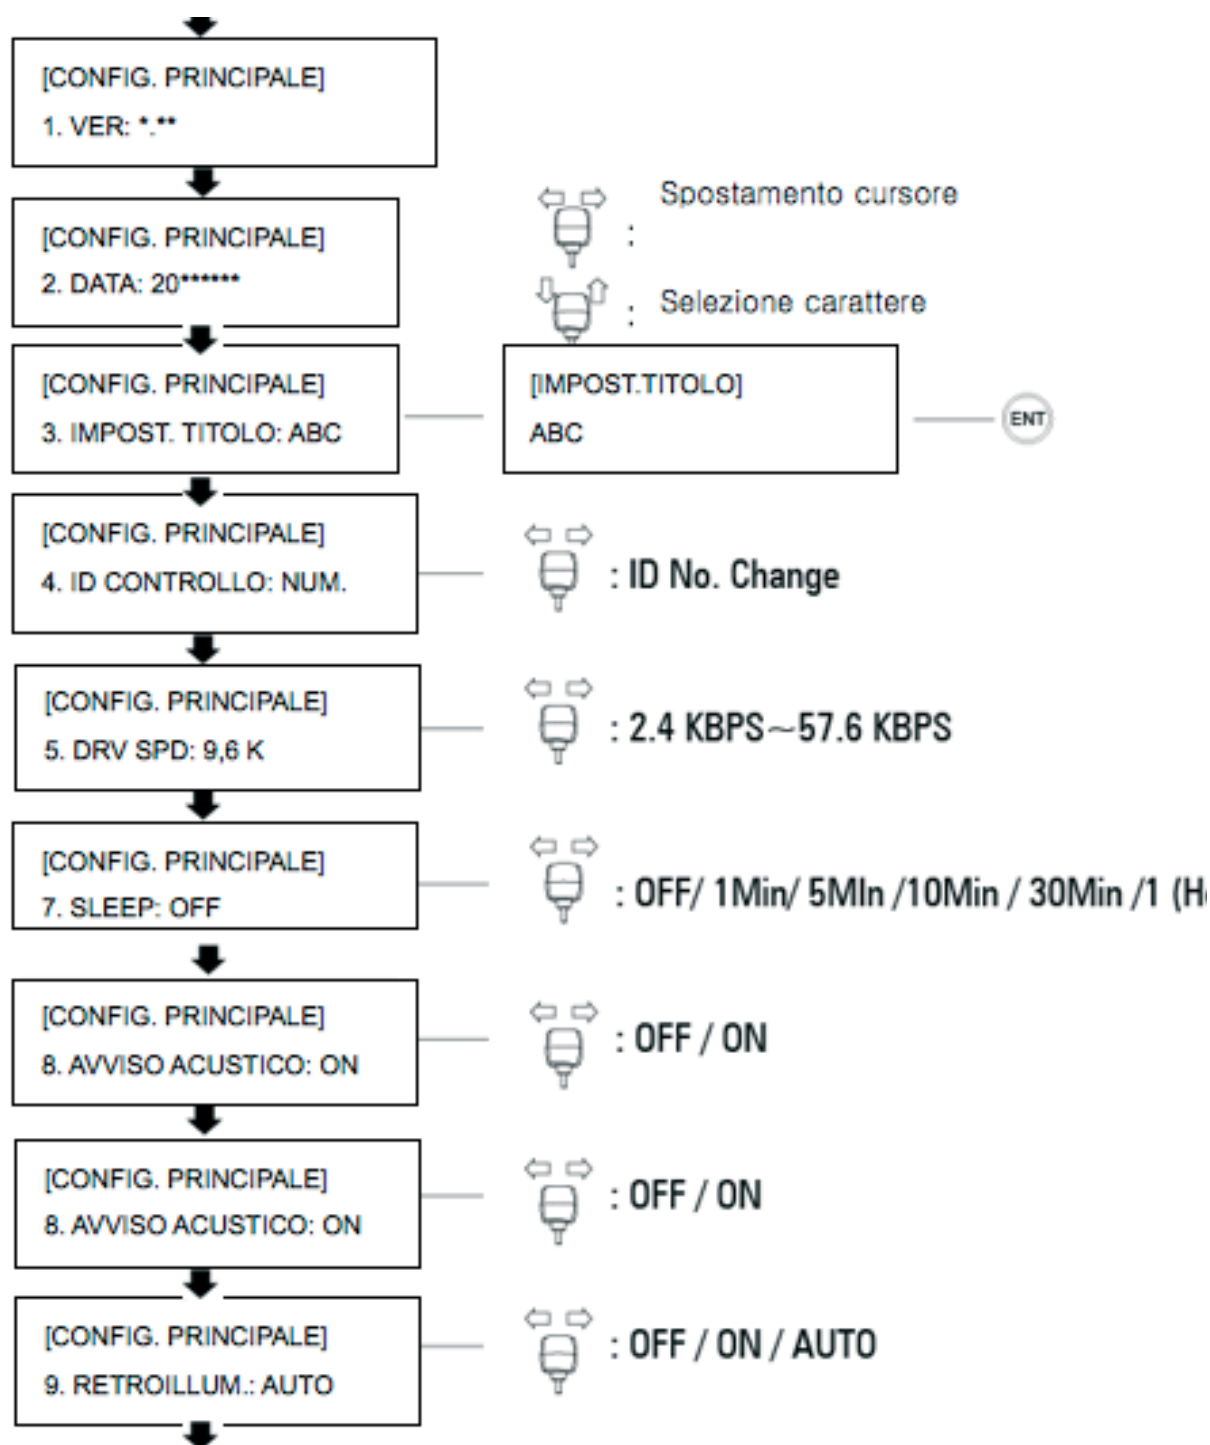 [CONFIG. PRINCIPALE]
1. VER: *.**
[CONFIG. PRINCIPALE]
2. DATA: 20******
Spostamento cursore
:
Selezione carattere
:
[CONFIG. PRINCIPALE]
3. IMPOST. TITOLO: ABC
[IMPOST.TITOLO]
ABC
ENT
[CONFIG. PRINCIPALE]
4. ID CONTROLLO: NUM.
: ID No. Change
[CONFIG. PRINCIPALE]
5. DRV SPD: 9,6 K
: 2.4 KBPS~57.6 KBPS
[CONFIG. PRINCIPALE]
7. SLEEP: OFF
: OFF/ 1Min/ 5MIn /10Min / 30Min /1
[CONFIG. PRINCIPALE]
8. AVVISO ACUSTICO: ON
: OFF / ON
[CONFIG. PRINCIPALE]
8. AVVISO ACUSTICO: ON
: OFF / ON
[CONFIG. PRINCIPALE]
9. RETROILLUM.: AUTO
: OFF / ON / AUTO